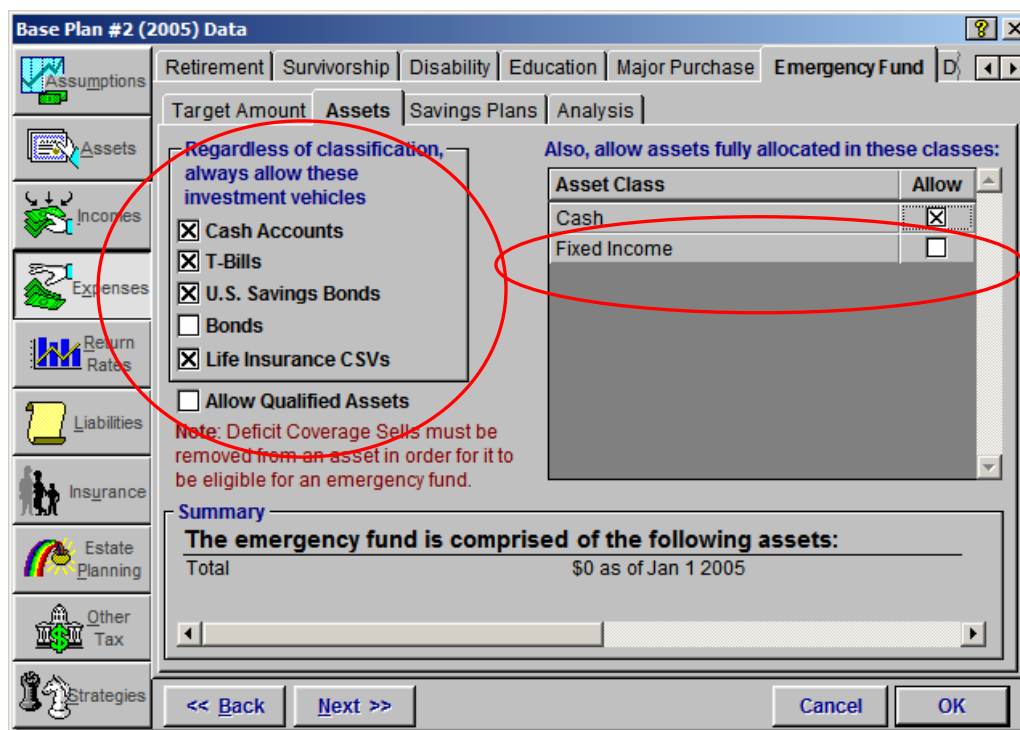 Base Plan #2 (2005) Data
Assumptions
Assets
Incomes
Expenses
Return
Rates
Liabilities
Insurance
Estate
Planning
Other
Tax
Strategies
Retirement Survivorship Disability Education Major Purchase Emergency Fund D
Target Amount Assets Savings Plans Analysis
Regardless of classification,
always allow these
investment vehicles
Cash Accounts
T-Bills
U.S. Savings Bonds
Bonds
Life Insurance CSVs
Allow Qualified Assets
Note: Deficit Coverage Sells must be
removed from an asset in order for it to
be eligible for an emergency fund.
Also, allow assets fully allocated in these classes:
Asset Class Allow
Cash
Fixed Income
Summary
The emergency fund is comprised of the following assets:
Total $0 as of Jan 1 2005
<< Back Next >> Cancel OK